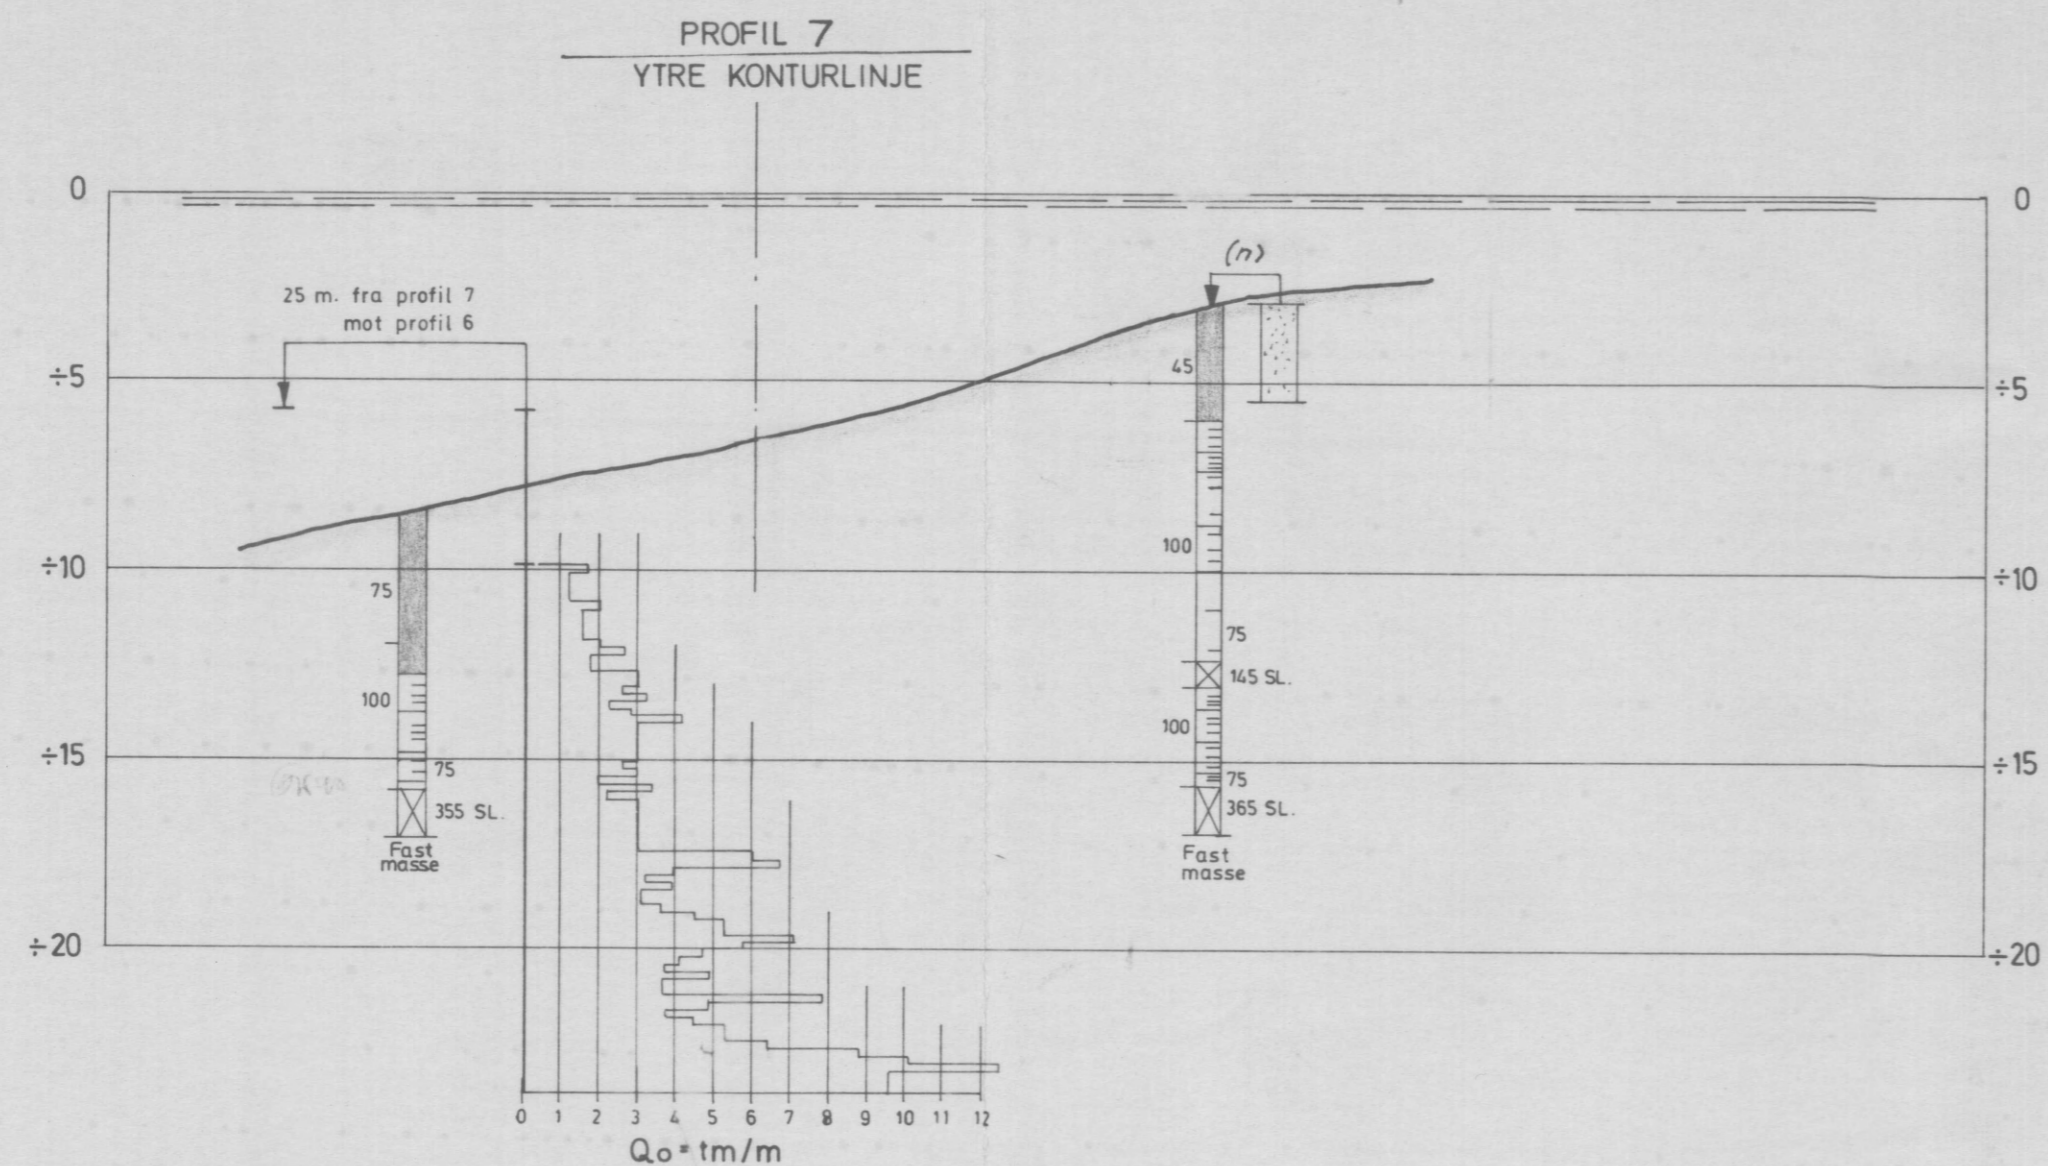 PROFIL 7
YTRE KONTURLINJE
0
0
(n)
25 m. fra profil 7
mot profil 6
÷5
÷5
45
100
÷10
÷10
75
75
145 SL.
100
100
÷15
÷15
75
75
355 SL.
365 SL.
Fast
masse
Fast
masse
÷20
÷20
0 1 2 3 4 5 6 7 8 9 10 11 12
Qo = tm/m